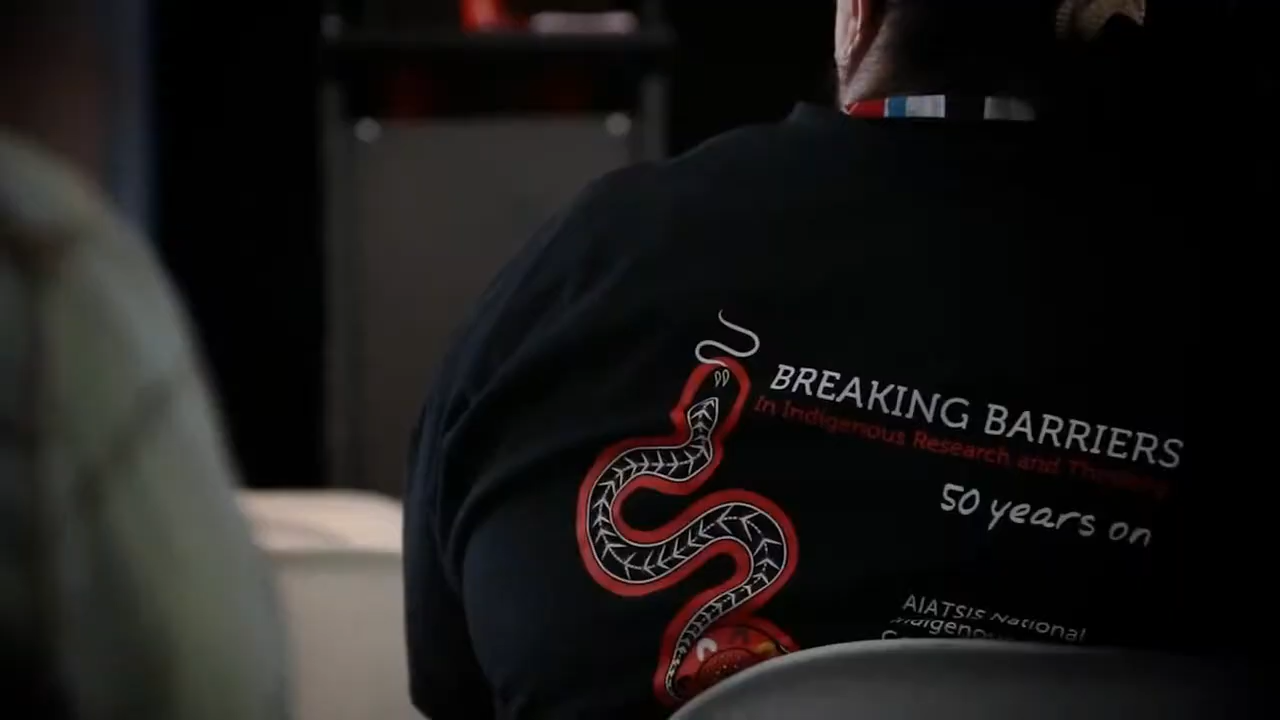 BREAKING BARRIERS
In Indigenous Research and
50 years on
AIATSIS National